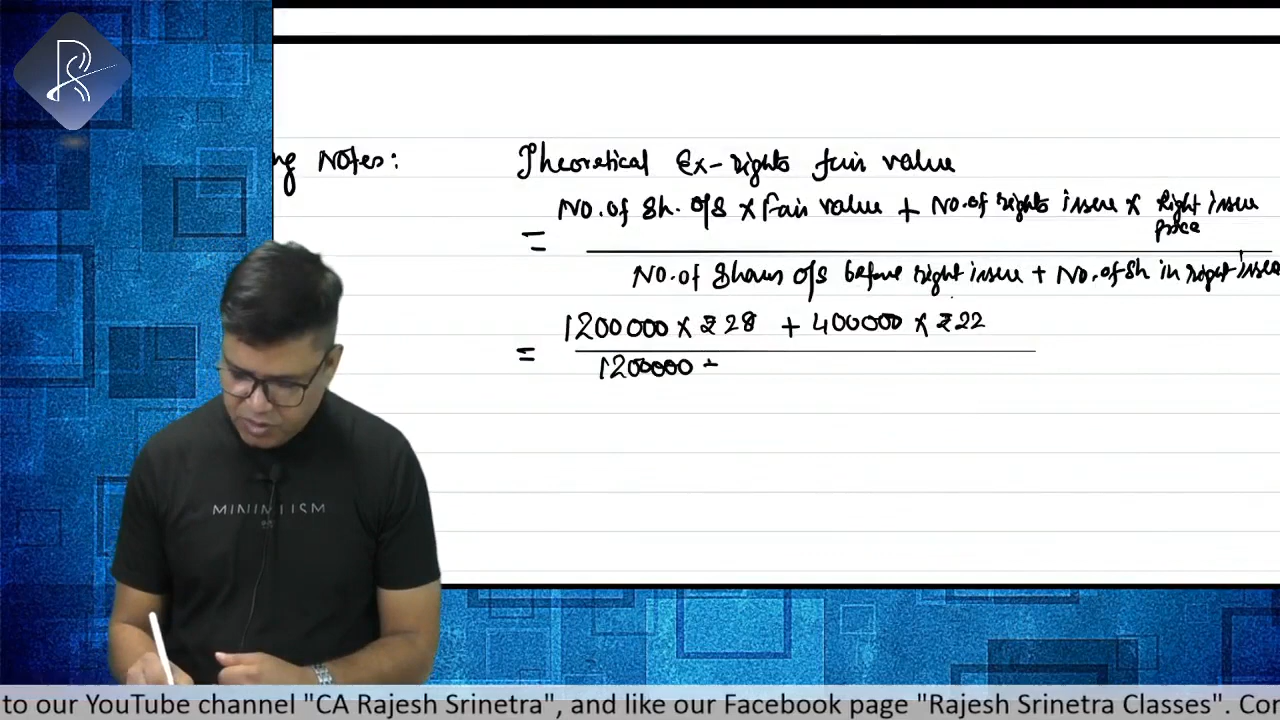 ng Notes:
Theoretical Ex-rights fair value
= No. of Sh. o/s × Fair value + No. of rights issue × Right issue price
No. of Shares o/s before right issue + No. of Sh in right issue
= 1200000 × ₹28 + 400000 × ₹22
1200000 +
MINIMLISM
to our YouTube channel "CA Rajesh Srinetra", and like our Facebook page "Rajesh Srinetra Classes". Con